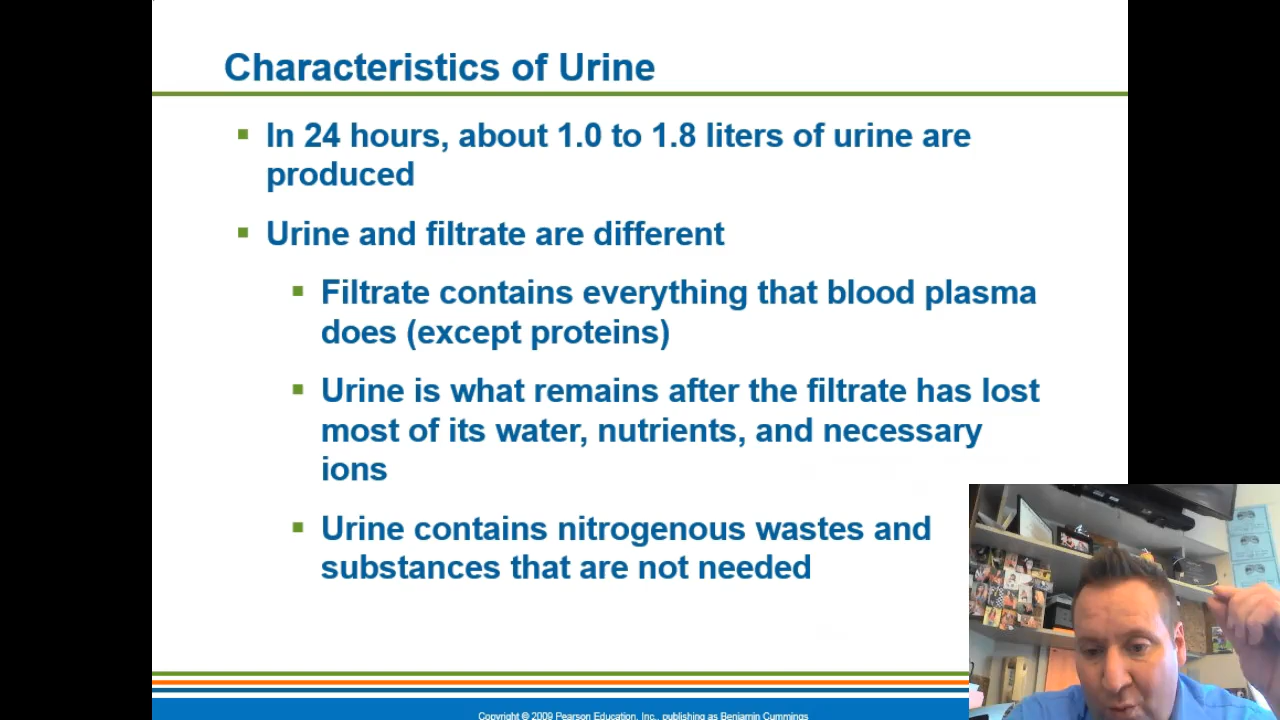 Characteristics of Urine
In 24 hours, about 1.0 to 1.8 liters of urine are
produced
Urine and filtrate are different
Filtrate contains everything that blood plasma
does (except proteins)
Urine is what remains after the filtrate has lost
most of its water, nutrients, and necessary
ions
Urine contains nitrogenous wastes and
substances that are not needed
Copyright © 2009 Pearson Education, Inc., publishing as Benjamin Cummings